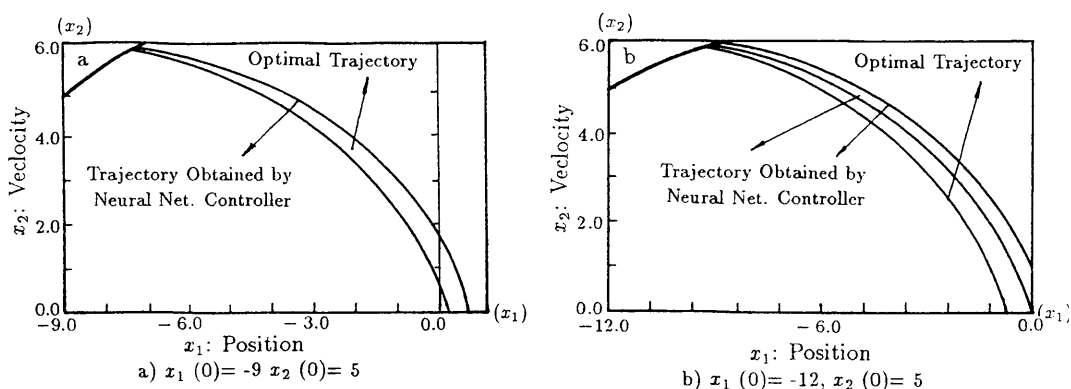 (x₂)
6.0
a
Optimal Trajectory
4.0
Trajectory Obtained by
Neural Net. Controller
2.0
0.0
x₂: Veclocity
-9.0
-6.0
-3.0
0.0
(x₁)
x₁: Position
a) x₁ (0)= -9 x₂ (0)= 5
(x₂)
6.0
b
Optimal Trajectory
4.0
Trajectory Obtained by
Neural Net. Controller
2.0
0.0
x₂: Veclocity
-12.0
-6.0
0.0
(x₁)
x₁: Position
b) x₁ (0)= -12, x₂ (0)= 5